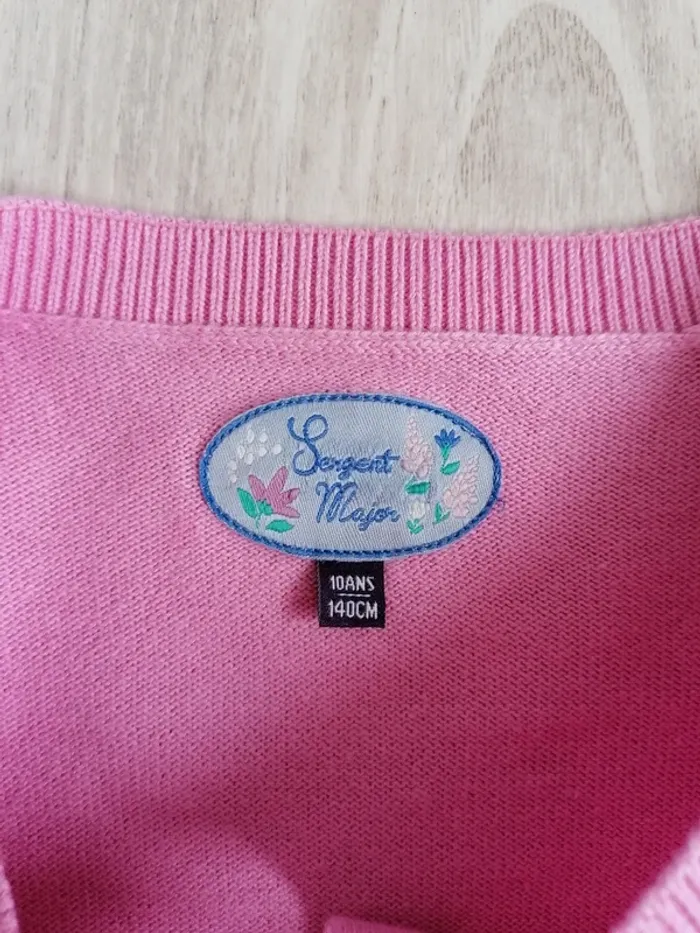 Sergent
Major
10ANS
140CM